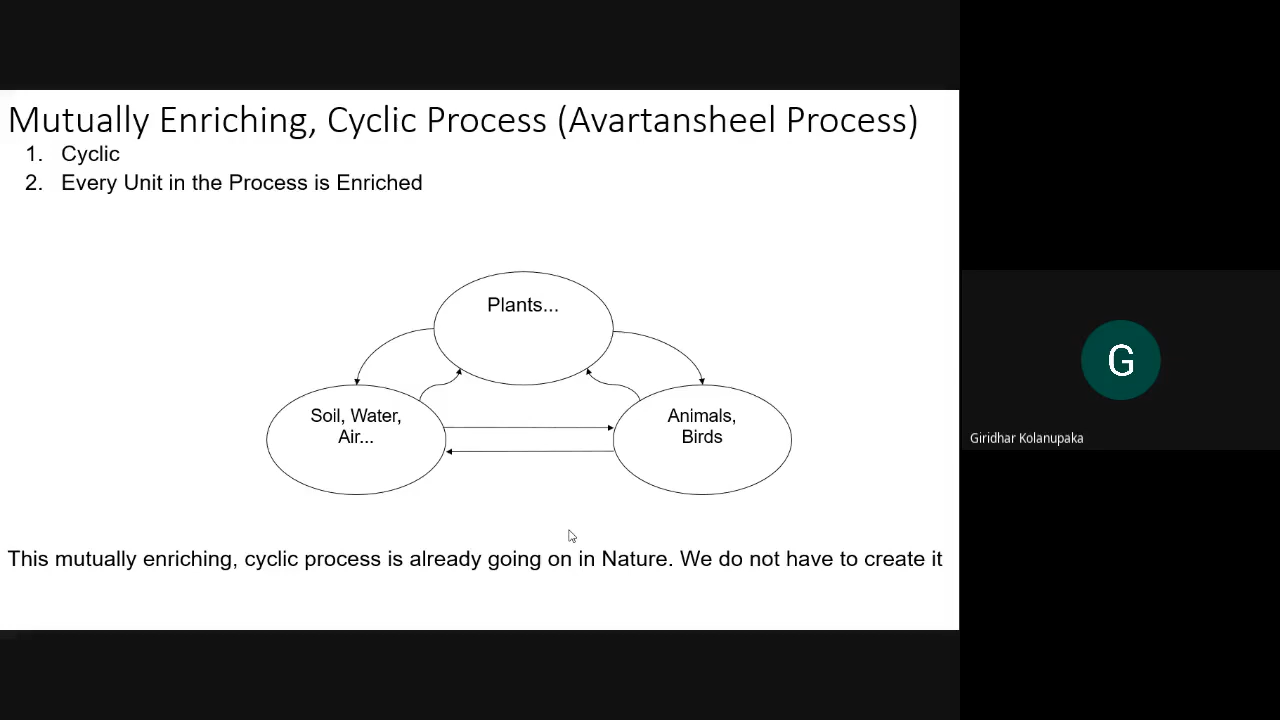 Mutually Enriching, Cyclic Process (Avartansheel Process)
1. Cyclic
2. Every Unit in the Process is Enriched
Plants...
Soil, Water,
Air...
Animals,
Birds
This mutually enriching, cyclic process is already going on in Nature. We do not have to create it
G
Giridhar Kolanupaka